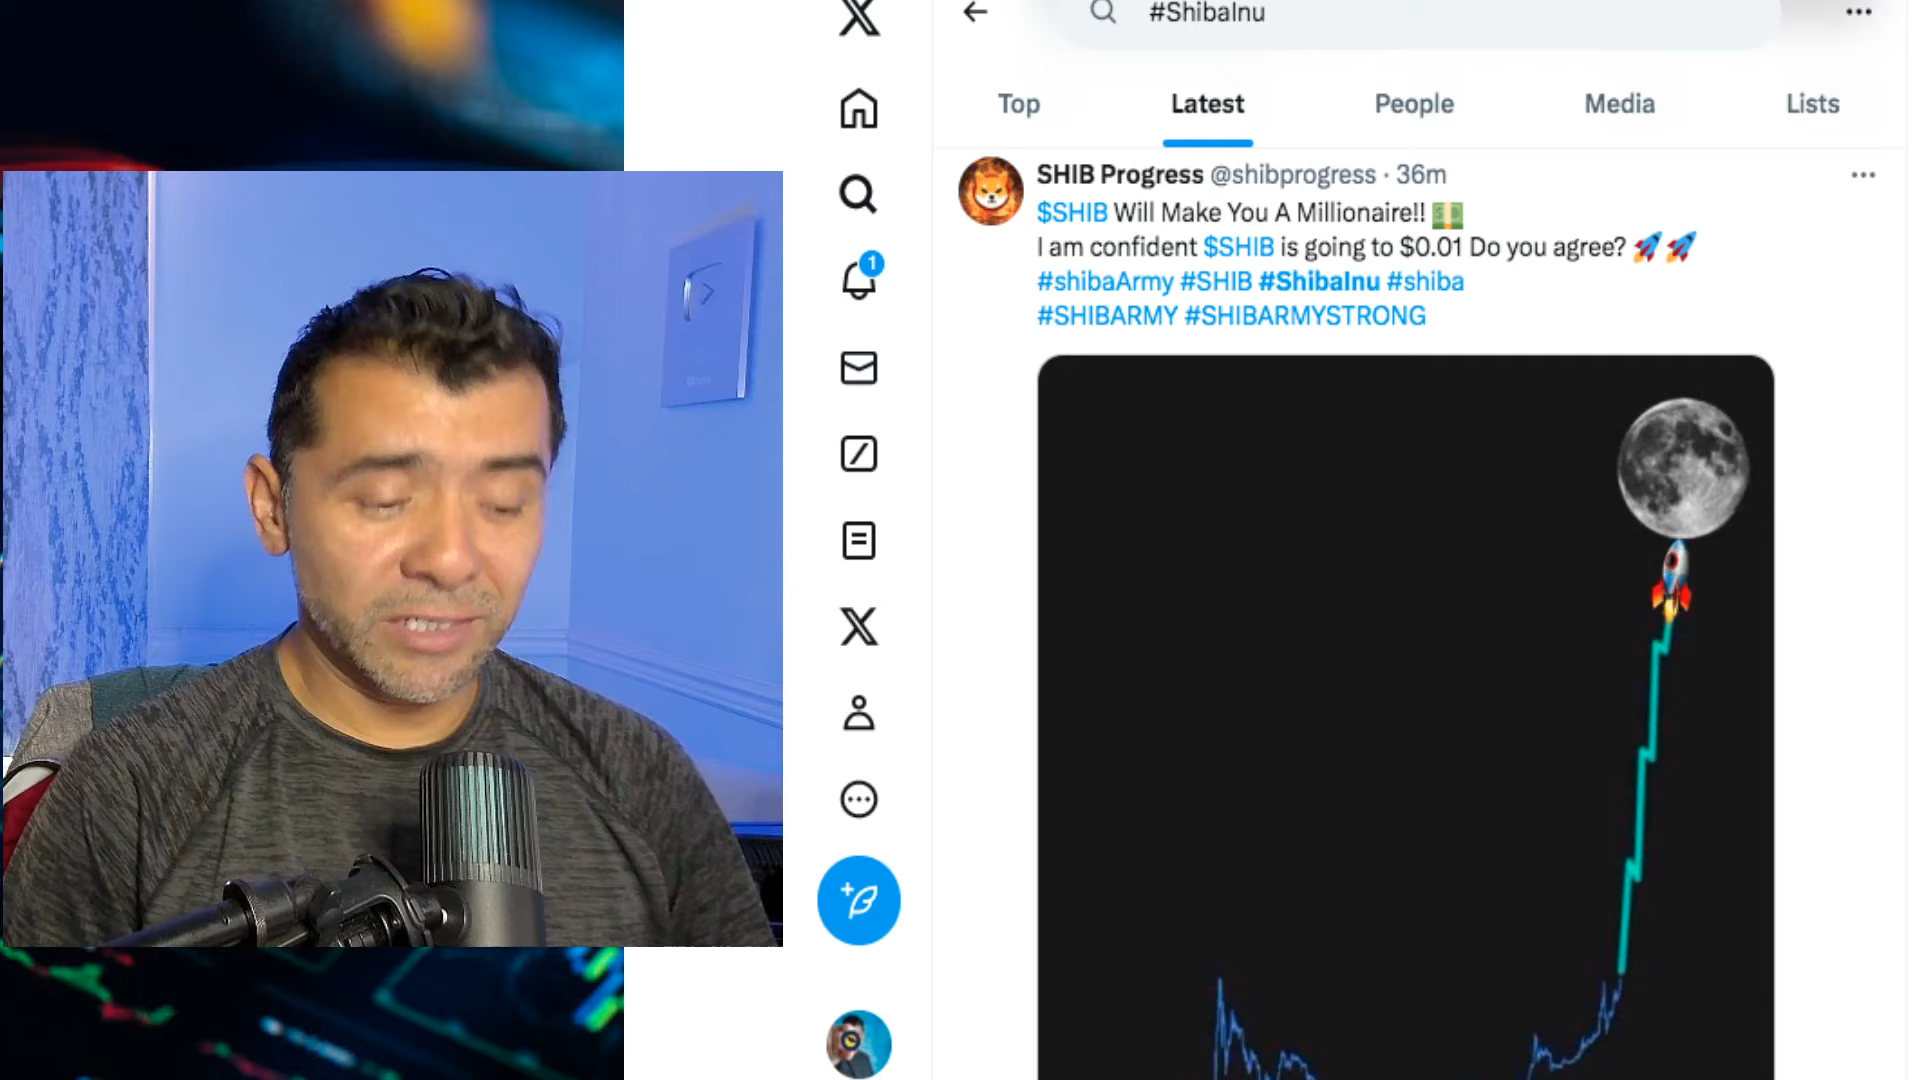 #ShibaInu
Top Latest People Media Lists
SHIB Progress @shibprogress · 36m
$SHIB Will Make You A Millionaire!! 💵
I am confident $SHIB is going to $0.01 Do you agree? 🚀🚀
#shibaArmy #SHIB #ShibaInu #shiba
#SHIBARMY #SHIBARMYSTRONG
1